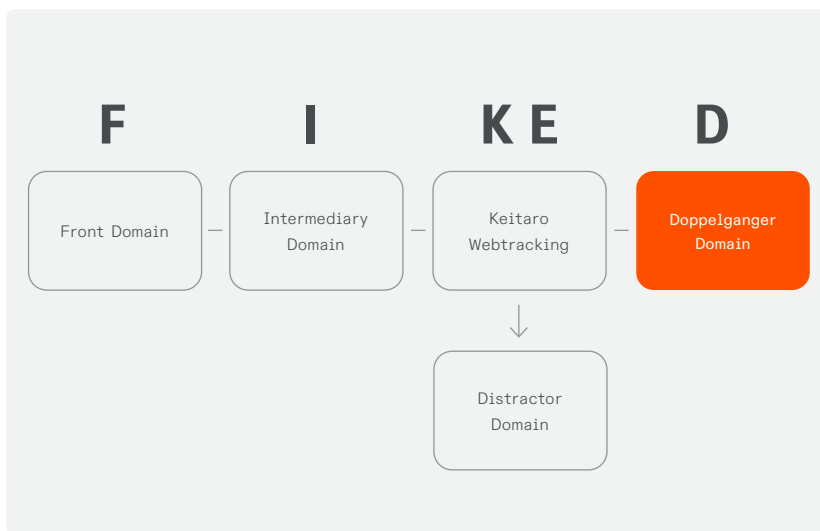 F I K E D
Front Domain
Intermediary
Domain
Keitaro
Webtracking
Doppelganger
Domain
Distractor
Domain